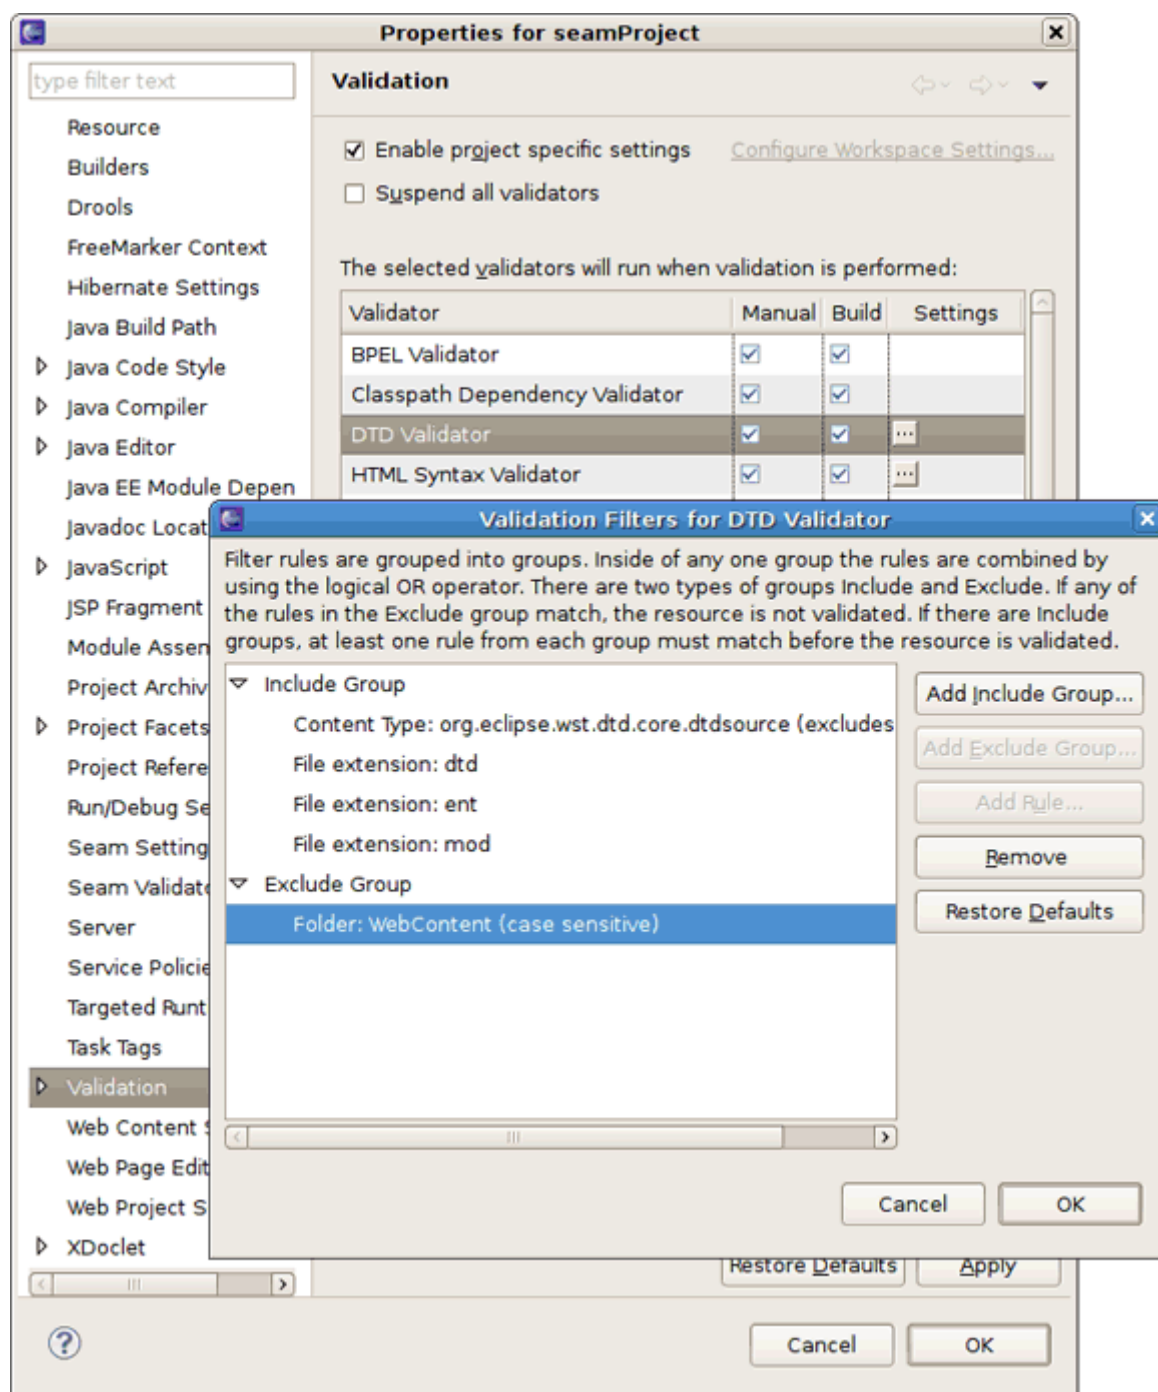 Properties for seamProject
type filter text
Resource
Builders
Drools
FreeMarker Context
Hibernate Settings
Java Build Path
Java Code Style
Java Compiler
Java Editor
Java EE Module Depen
Javadoc Locat
JavaScript
JSP Fragment
Module Assen
Project Archiv
Project Facets
Project Refere
Run/Debug Se
Seam Setting
Seam Validato
Server
Service Policie
Targeted Runt
Task Tags
Validation
Web Content S
Web Page Edit
Web Project S
XDoclet
Validation
Enable project specific settings
Configure Workspace Settings...
Suspend all validators
The selected validators will run when validation is performed:
Validator Manual Build Settings
BPEL Validator
Classpath Dependency Validator
DTD Validator ...
HTML Syntax Validator ...
Validation Filters for DTD Validator
Filter rules are grouped into groups. Inside of any one group the rules are combined by
using the logical OR operator. There are two types of groups Include and Exclude. If any of
the rules in the Exclude group match, the resource is not validated. If there are Include
groups, at least one rule from each group must match before the resource is validated.
Include Group
Content Type: org.eclipse.wst.dtd.core.dtdsource (excludes
File extension: dtd
File extension: ent
File extension: mod
Exclude Group
Folder: WebContent (case sensitive)
Add Include Group...
Add Exclude Group...
Add Rule...
Remove
Restore Defaults
Cancel
OK
Restore Defaults
Apply
?
Cancel
OK